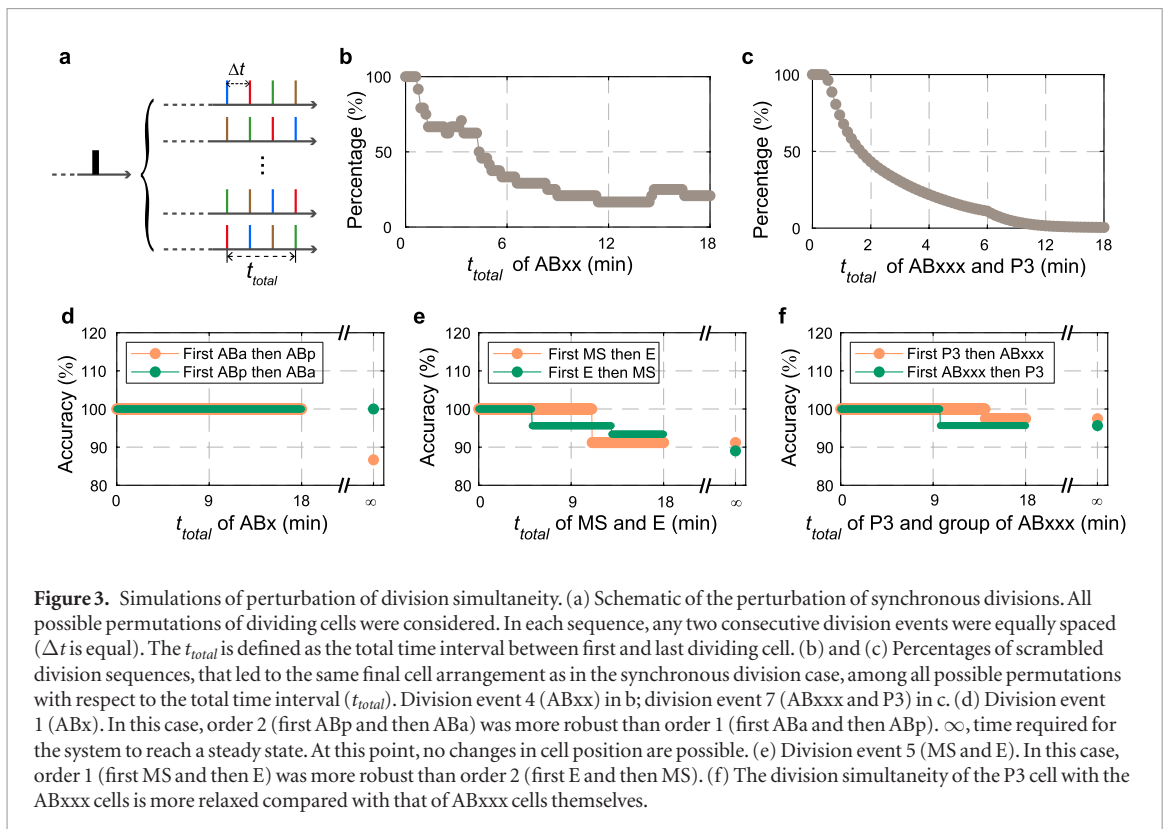 a
Δt
t_total
b
Percentage (%)
100
50
0
0 6 12 18
t_total of ABxx (min)
c
Percentage (%)
100
50
0
0 2 4 6 12 18
t_total of ABxxx and P3 (min)
d
Accuracy (%)
120
110
100
90
80
First ABa then ABp
First ABp then ABa
0 9 18 ∞
t_total of ABx (min)
e
Accuracy (%)
120
110
100
90
80
First MS then E
First E then MS
0 9 18 ∞
t_total of MS and E (min)
f
Accuracy (%)
120
110
100
90
80
First P3 then ABxxx
First ABxxx then P3
0 9 18 ∞
t_total of P3 and group of ABxxx (min)
Figure 3. Simulations of perturbation of division simultaneity. (a) Schematic of the perturbation of synchronous divisions. All
possible permutations of dividing cells were considered. In each sequence, any two consecutive division events were equally spaced
(Δt is equal). The t_total is defined as the total time interval between first and last dividing cell. (b) and (c) Percentages of scrambled
division sequences, that led to the same final cell arrangement as in the synchronous division case, among all possible permutations
with respect to the total time interval (t_total). Division event 4 (ABxx) in b; division event 7 (ABxxx and P3) in c. (d) Division event
1 (ABx). In this case, order 2 (first ABp and then ABa) was more robust than order 1 (first ABa and then ABp). ∞, time required for
the system to reach a steady state. At this point, no changes in cell position are possible. (e) Division event 5 (MS and E). In this case,
order 1 (first MS and then E) was more robust than order 2 (first E and then MS). (f) The division simultaneity of the P3 cell with the
ABxxx cells is more relaxed compared with that of ABxxx cells themselves.